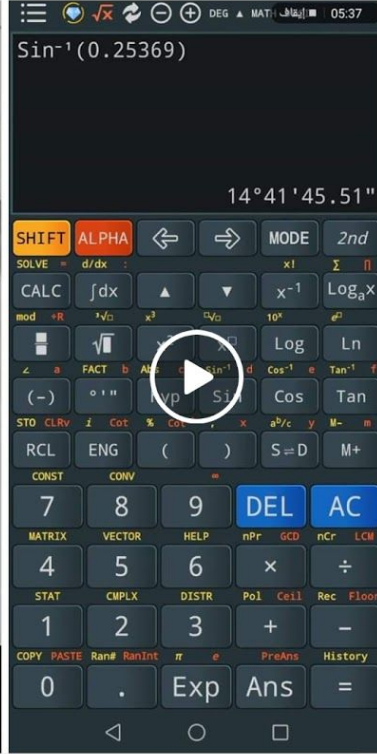 DEG ▲ MATH 05:37
Sin⁻¹(0.25369)
14°41'45.51"
SHIFT ALPHA MODE 2nd
SOLVE = d/dx : x! Σ ∏
CALC ∫dx ▲ ▼ x⁻¹ Logₐx
mod ÷R ³√□ x³ □√□ 10ˣ e□
√ Log Ln
∠ a FACT b Abs Sin⁻¹ d Cos⁻¹ e Tan⁻¹ f
(−) ° ' " Hyp Sin Cos Tan
STO CLRv i Cot % , x aᵇ/c y M- m
RCL ENG ( ) S⇌D M+
CONST CONV ∞
7 8 9 DEL AC
MATRIX VECTOR HELP nPr GCD nCr LCM
4 5 6 × ÷
STAT CMPLX DISTR Pol Ceil Rec Floor
1 2 3 + −
COPY PASTE Ran# RanInt π e PreAns History
0 . Exp Ans =